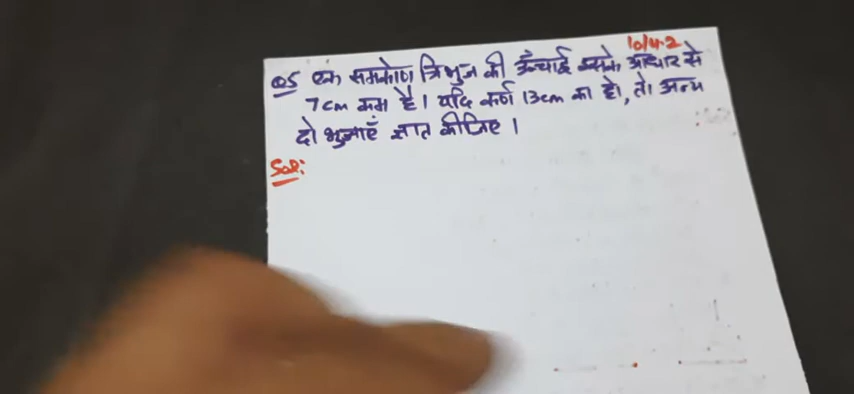 10/4.2
Q5 एक समकोण त्रिभुज की ऊँचाई इसके आधार से
7cm कम है। यदि कर्ण 13cm का हो, तो अन्य
दो भुजाएँ ज्ञात कीजिए।
Sol: